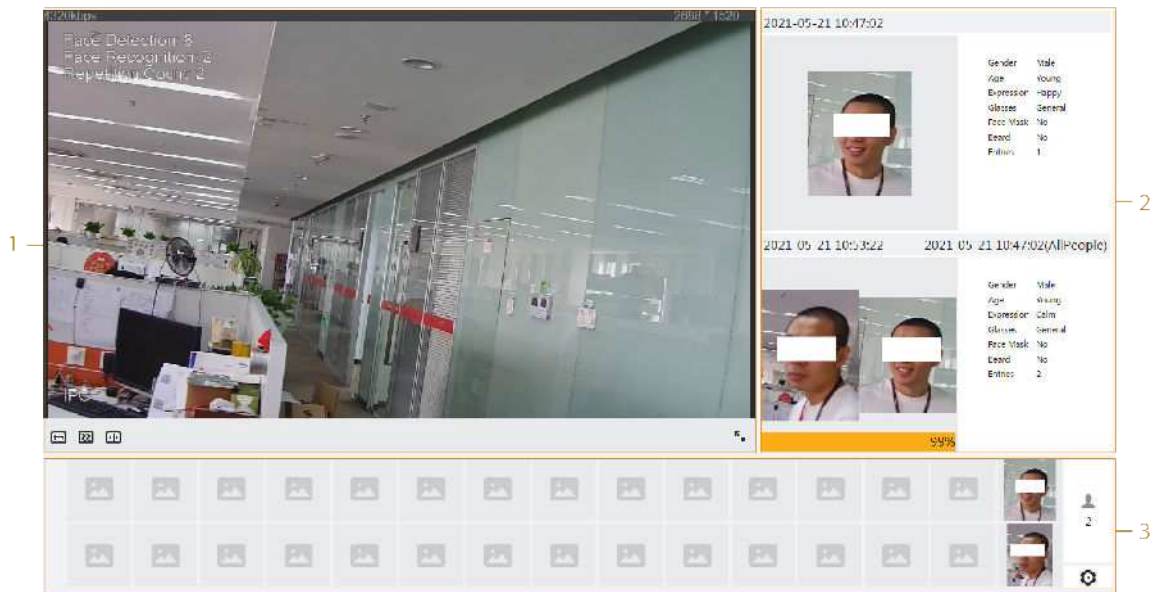 4320kbps
2688 * 1520
Face Detection: 6
Face Recognition: 2
Repetition Count: 2
IPC
1
2021-05-21 10:47:02
Gender Male
Age Young
Expression Happy
Glasses General
Face Mask No
Beard No
Entries 1
2
2021-05-21 10:53:22
2021-05-21 10:47:02(AllPeople)
Gender Male
Age Young
Expression Calm
Glasses General
Face Mask No
Beard No
Entries 2
99%
2
3